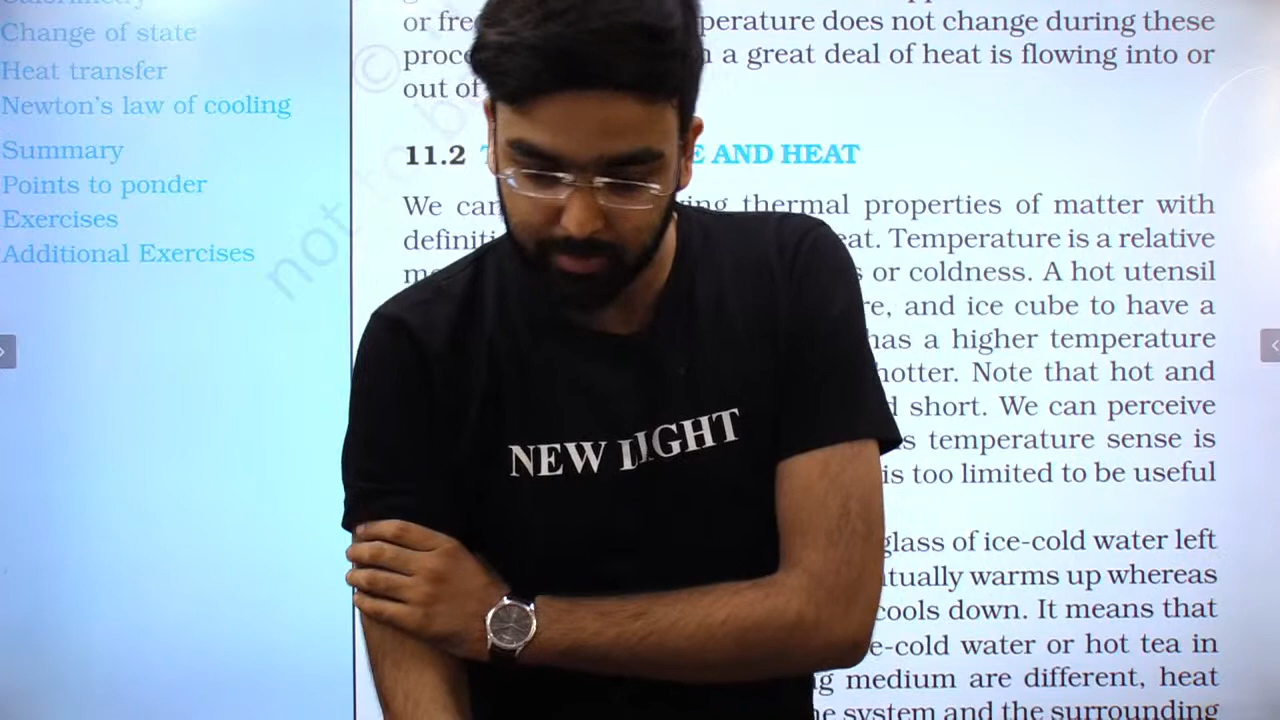 Change of state
Heat transfer
Newton's law of cooling
Summary
Points to ponder
Exercises
Additional Exercises
©
not to
or
perature does not change during these
a great deal of heat is flowing into or
out of
11.2 E AND HEAT
We can ing thermal properties of matter with
definiti eat. Temperature is a relative
or coldness. A hot utensil
re, and ice cube to have a
has a higher temperature
hotter. Note that hot and
d short. We can perceive
s temperature sense is
is too limited to be useful
glass of ice-cold water left
tually warms up whereas
cools down. It means that
e-cold water or hot tea in
g medium are different, heat
e system and the surrounding
NEW LIGHT